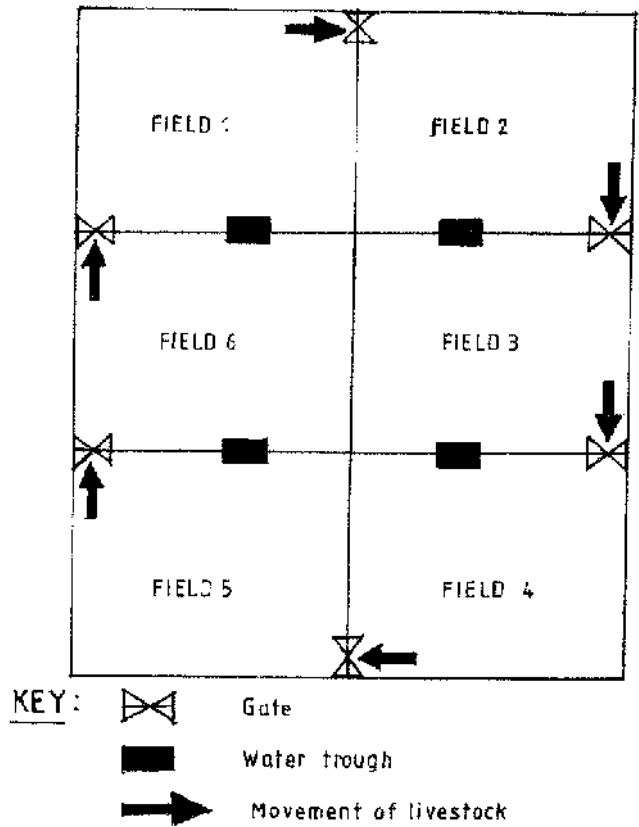 FIELD 1
FIELD 2
FIELD 6
FIELD 3
FIELD 5
FIELD 4
KEY:
Gate
Water trough
Movement of livestock